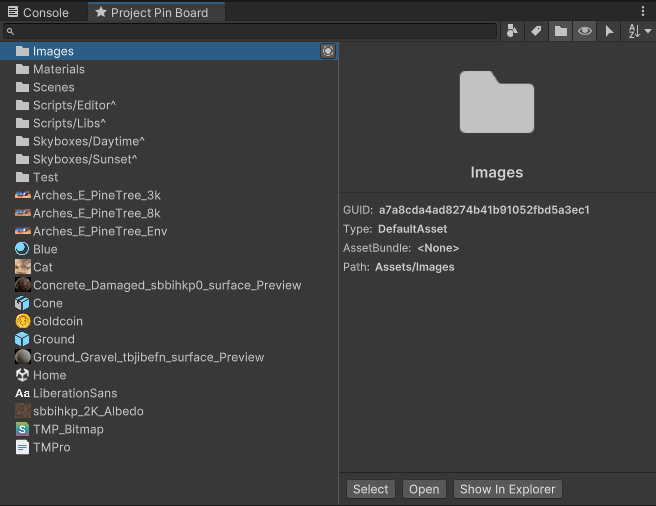 Console
Project Pin Board
Images
Materials
Scenes
Scripts/Editor^
Scripts/Libs^
Skyboxes/Daytime^
Skyboxes/Sunset^
Test
Arches_E_PineTree_3k
Arches_E_PineTree_8k
Arches_E_PineTree_Env
Blue
Cat
Concrete_Damaged_sbbihkp0_surface_Preview
Cone
Goldcoin
Ground
Ground_Gravel_tbjibefn_surface_Preview
Home
Aa LiberationSans
sbbihkp_2K_Albedo
S TMP_Bitmap
TMPro
AZ
Images
GUID: a7a8cda4ad8274b41b91052fbd5a3ec1
Type: DefaultAsset
AssetBundle: <None>
Path: Assets/Images
Select Open Show In Explorer